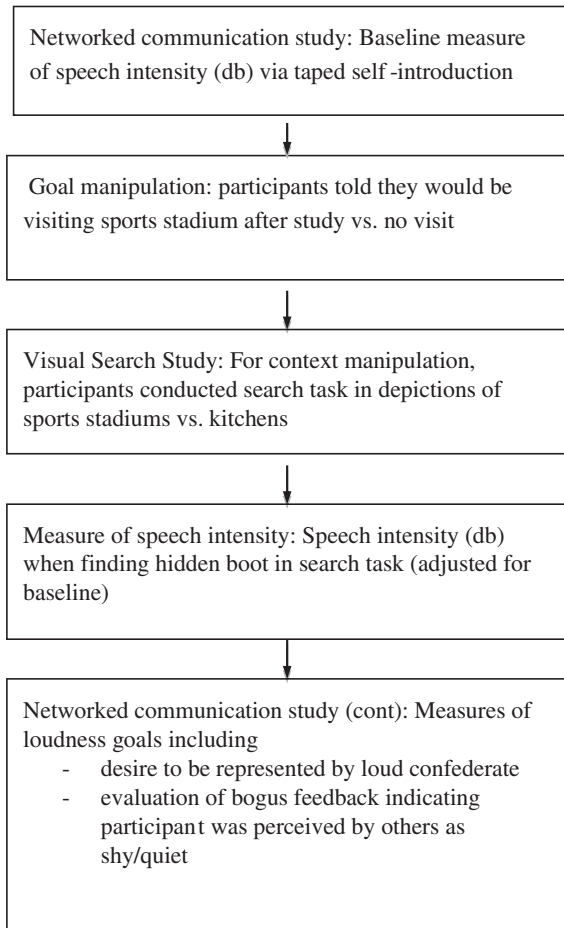 Networked communication study: Baseline measure
of speech intensity (db) via taped self-introduction
Goal manipulation: participants told they would be
visiting sports stadium after study vs. no visit
Visual Search Study: For context manipulation,
participants conducted search task in depictions of
sports stadiums vs. kitchens
Measure of speech intensity: Speech intensity (db)
when finding hidden boot in search task (adjusted for
baseline)
Networked communication study (cont): Measures of
loudness goals including
- desire to be represented by loud confederate
- evaluation of bogus feedback indicating
participant was perceived by others as
shy/quiet